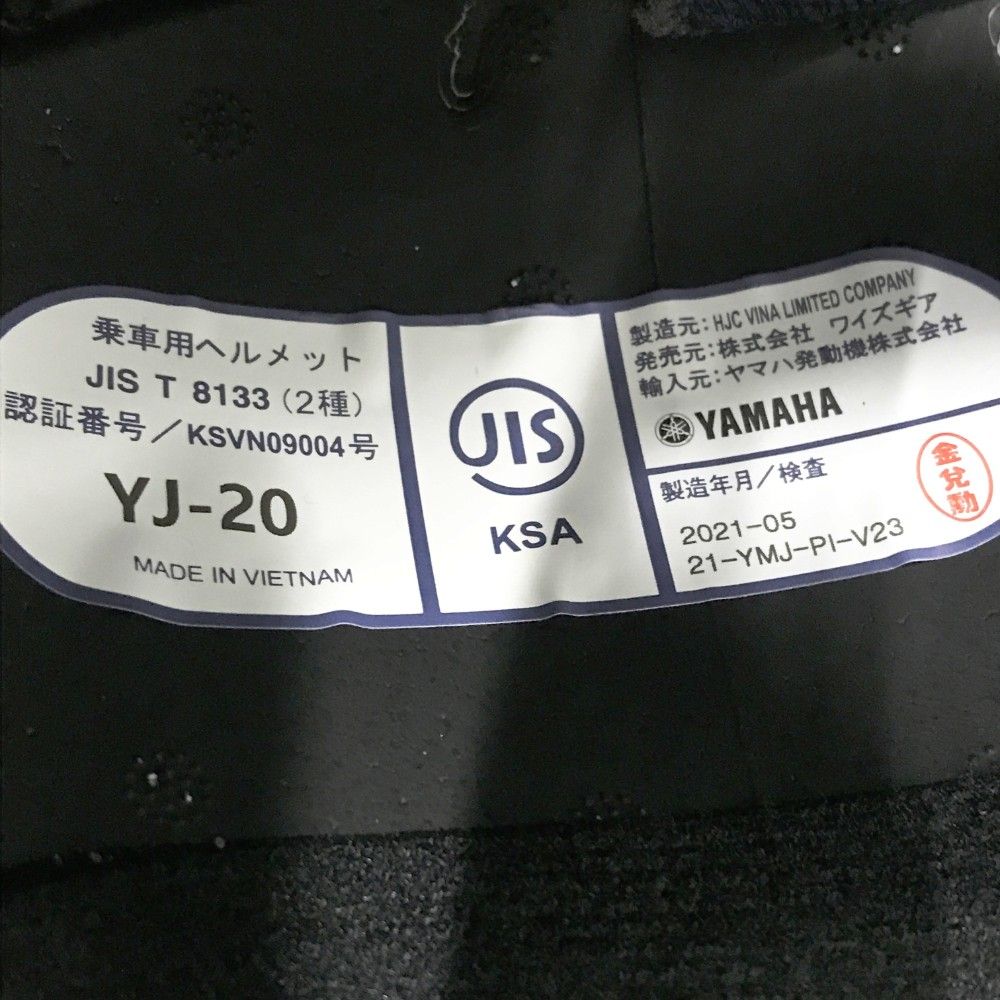 乗車用ヘルメット
JIS T 8133 (2種)
認証番号/KSVN09004号
YJ-20
MADE IN VIETNAM
JIS
KSA
製造元:HJC VINA LIMITED COMPANY
発売元:株式会社 ワイズギア
輸入元:ヤマハ発動機株式会社
YAMAHA
製造年月/検査
2021-05
21-YMJ-PI-V23
金兌勳